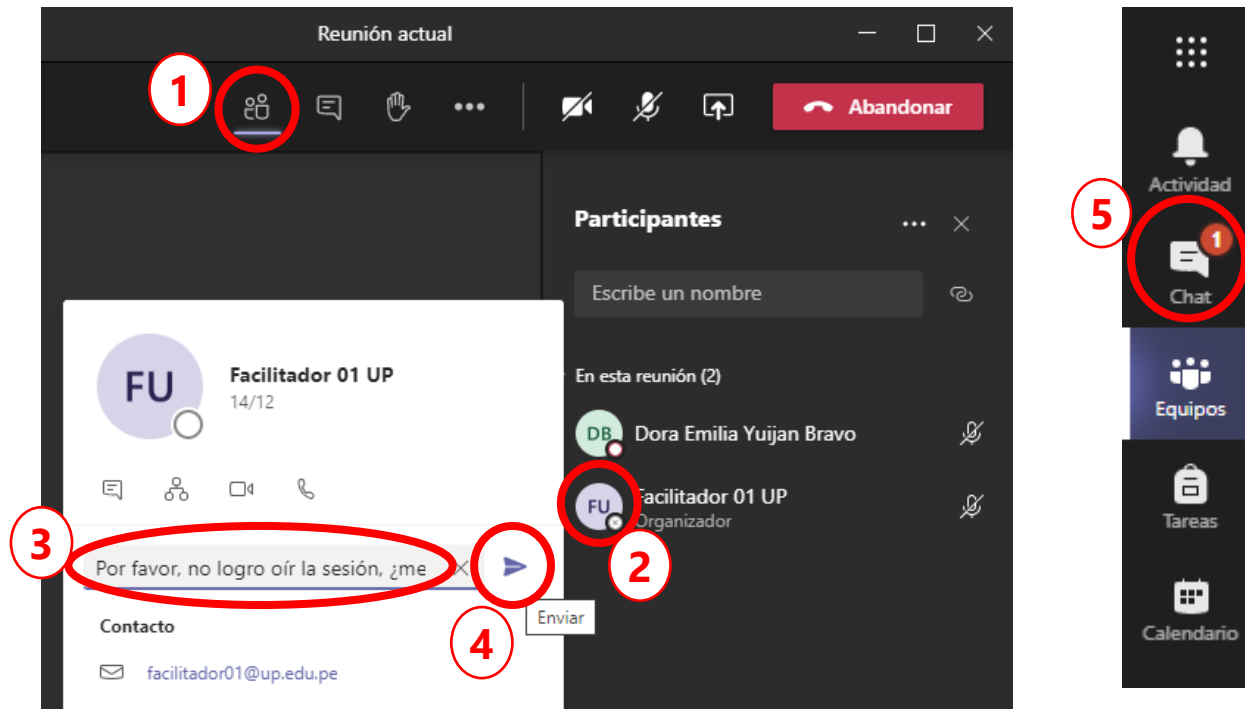 Reunión actual
1
Abandonar
Participantes
Escribe un nombre
En esta reunión (2)
DB Dora Emilia Yuijan Bravo
FU Facilitador 01 UP
Organizador
2
FU Facilitador 01 UP
14/12
3
Por favor, no logro oír la sesión, ¿me
4
Enviar
Contacto
facilitador01@up.edu.pe
Actividad
5
1
Chat
Equipos
Tareas
Calendario